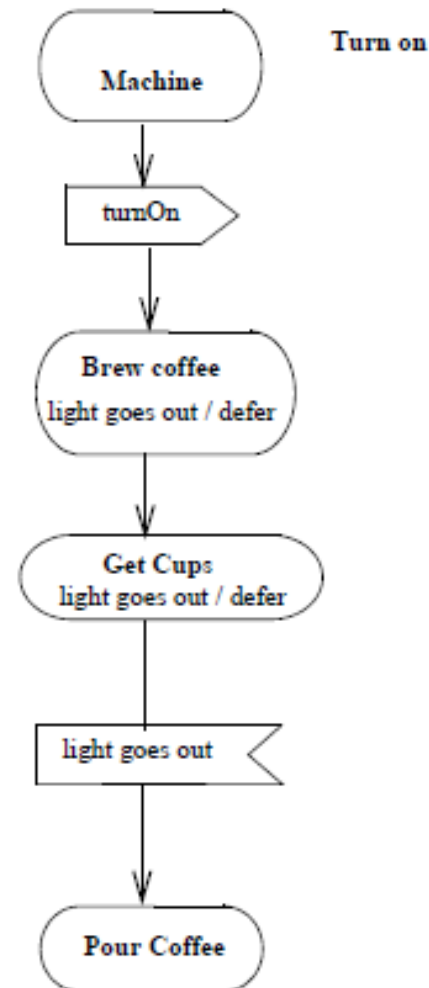 Turn on
Machine
turnOn
Brew coffee
light goes out / defer
Get Cups
light goes out / defer
light goes out
Pour Coffee